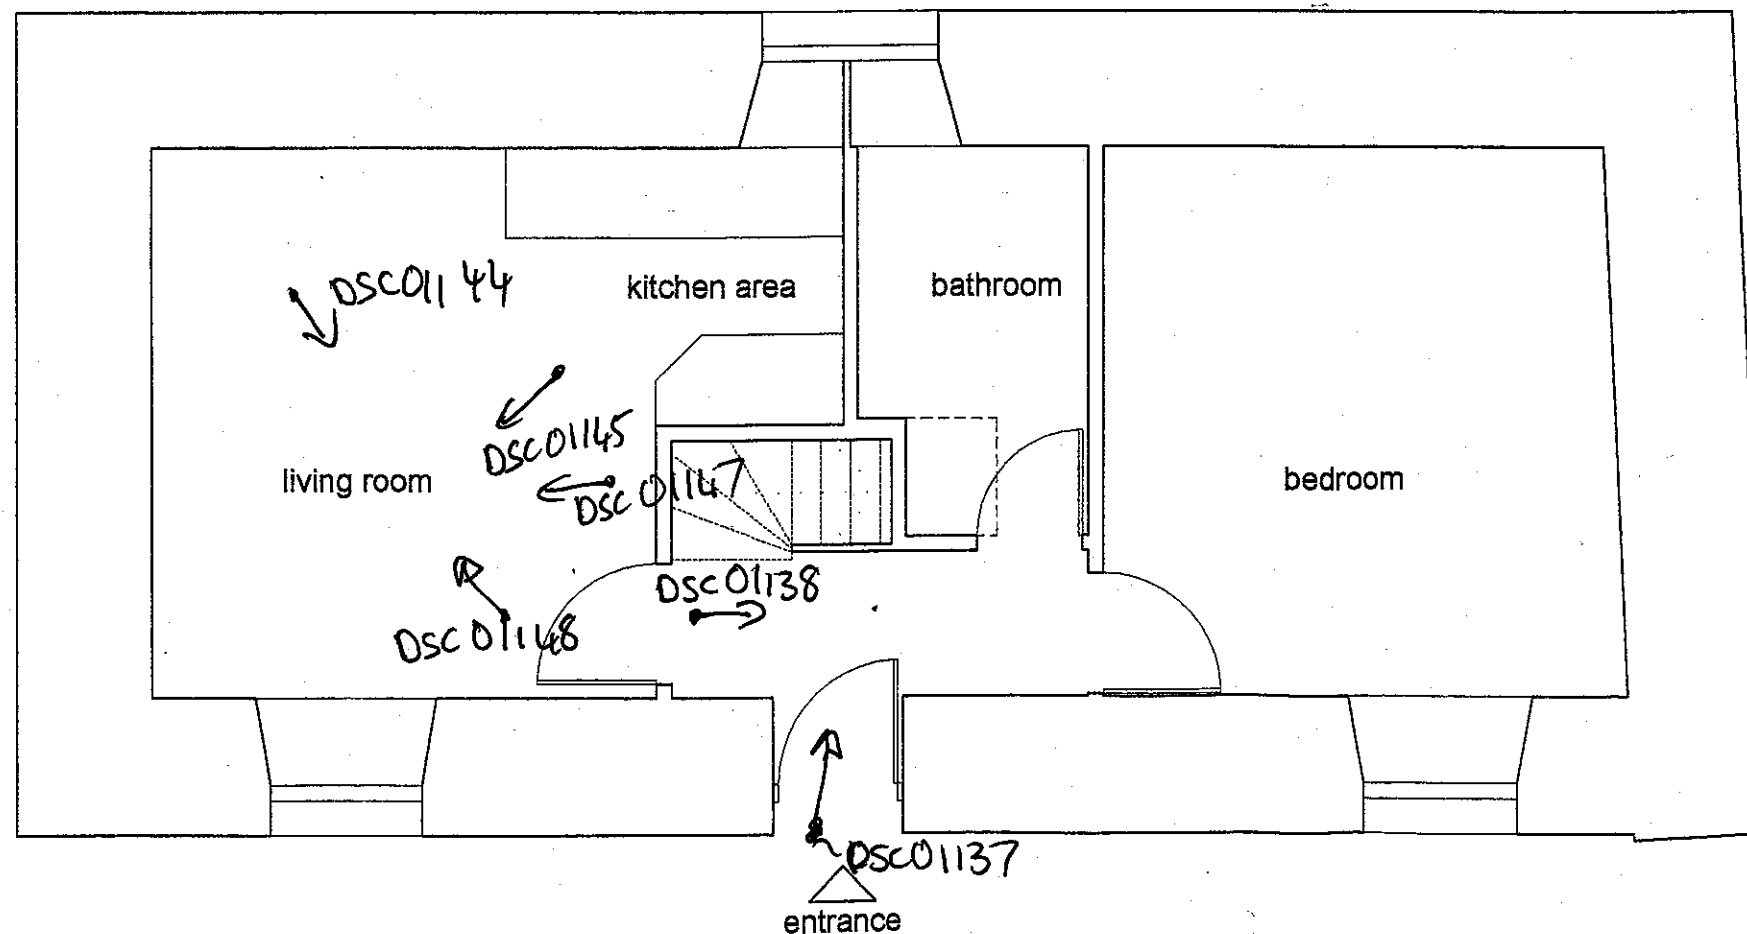 DSC01144
kitchen area
bathroom
DSC01145
living room
DSC01147
bedroom
DSC01138
DSC01148
DSC01137
entrance